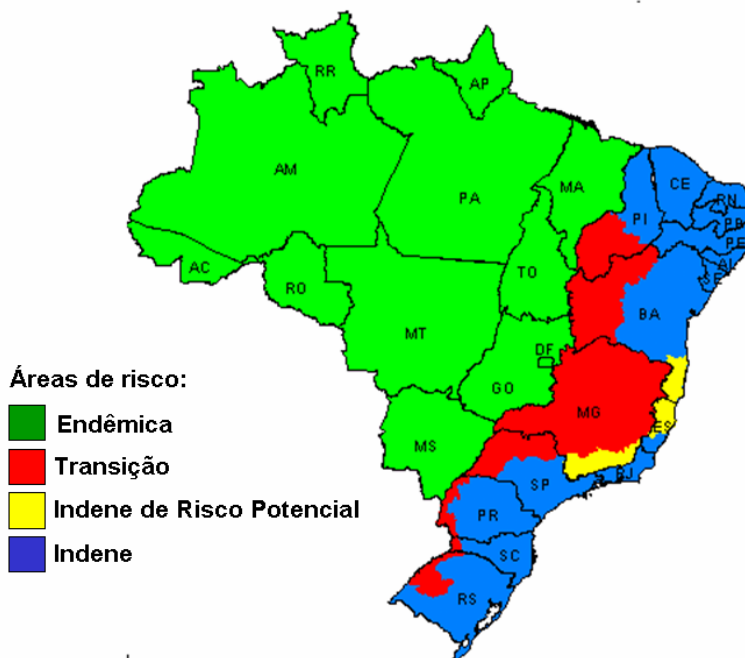 RR
AP
AM
PA
MA
CE
RN
PI
PB
PE
AC
TO
AL
SE
RO
BA
MT
DF
GO
Áreas de risco:
Endêmica
MG
ES
MS
Transição
RJ
SP
Indene de Risco Potencial
PR
Indene
SC
RS